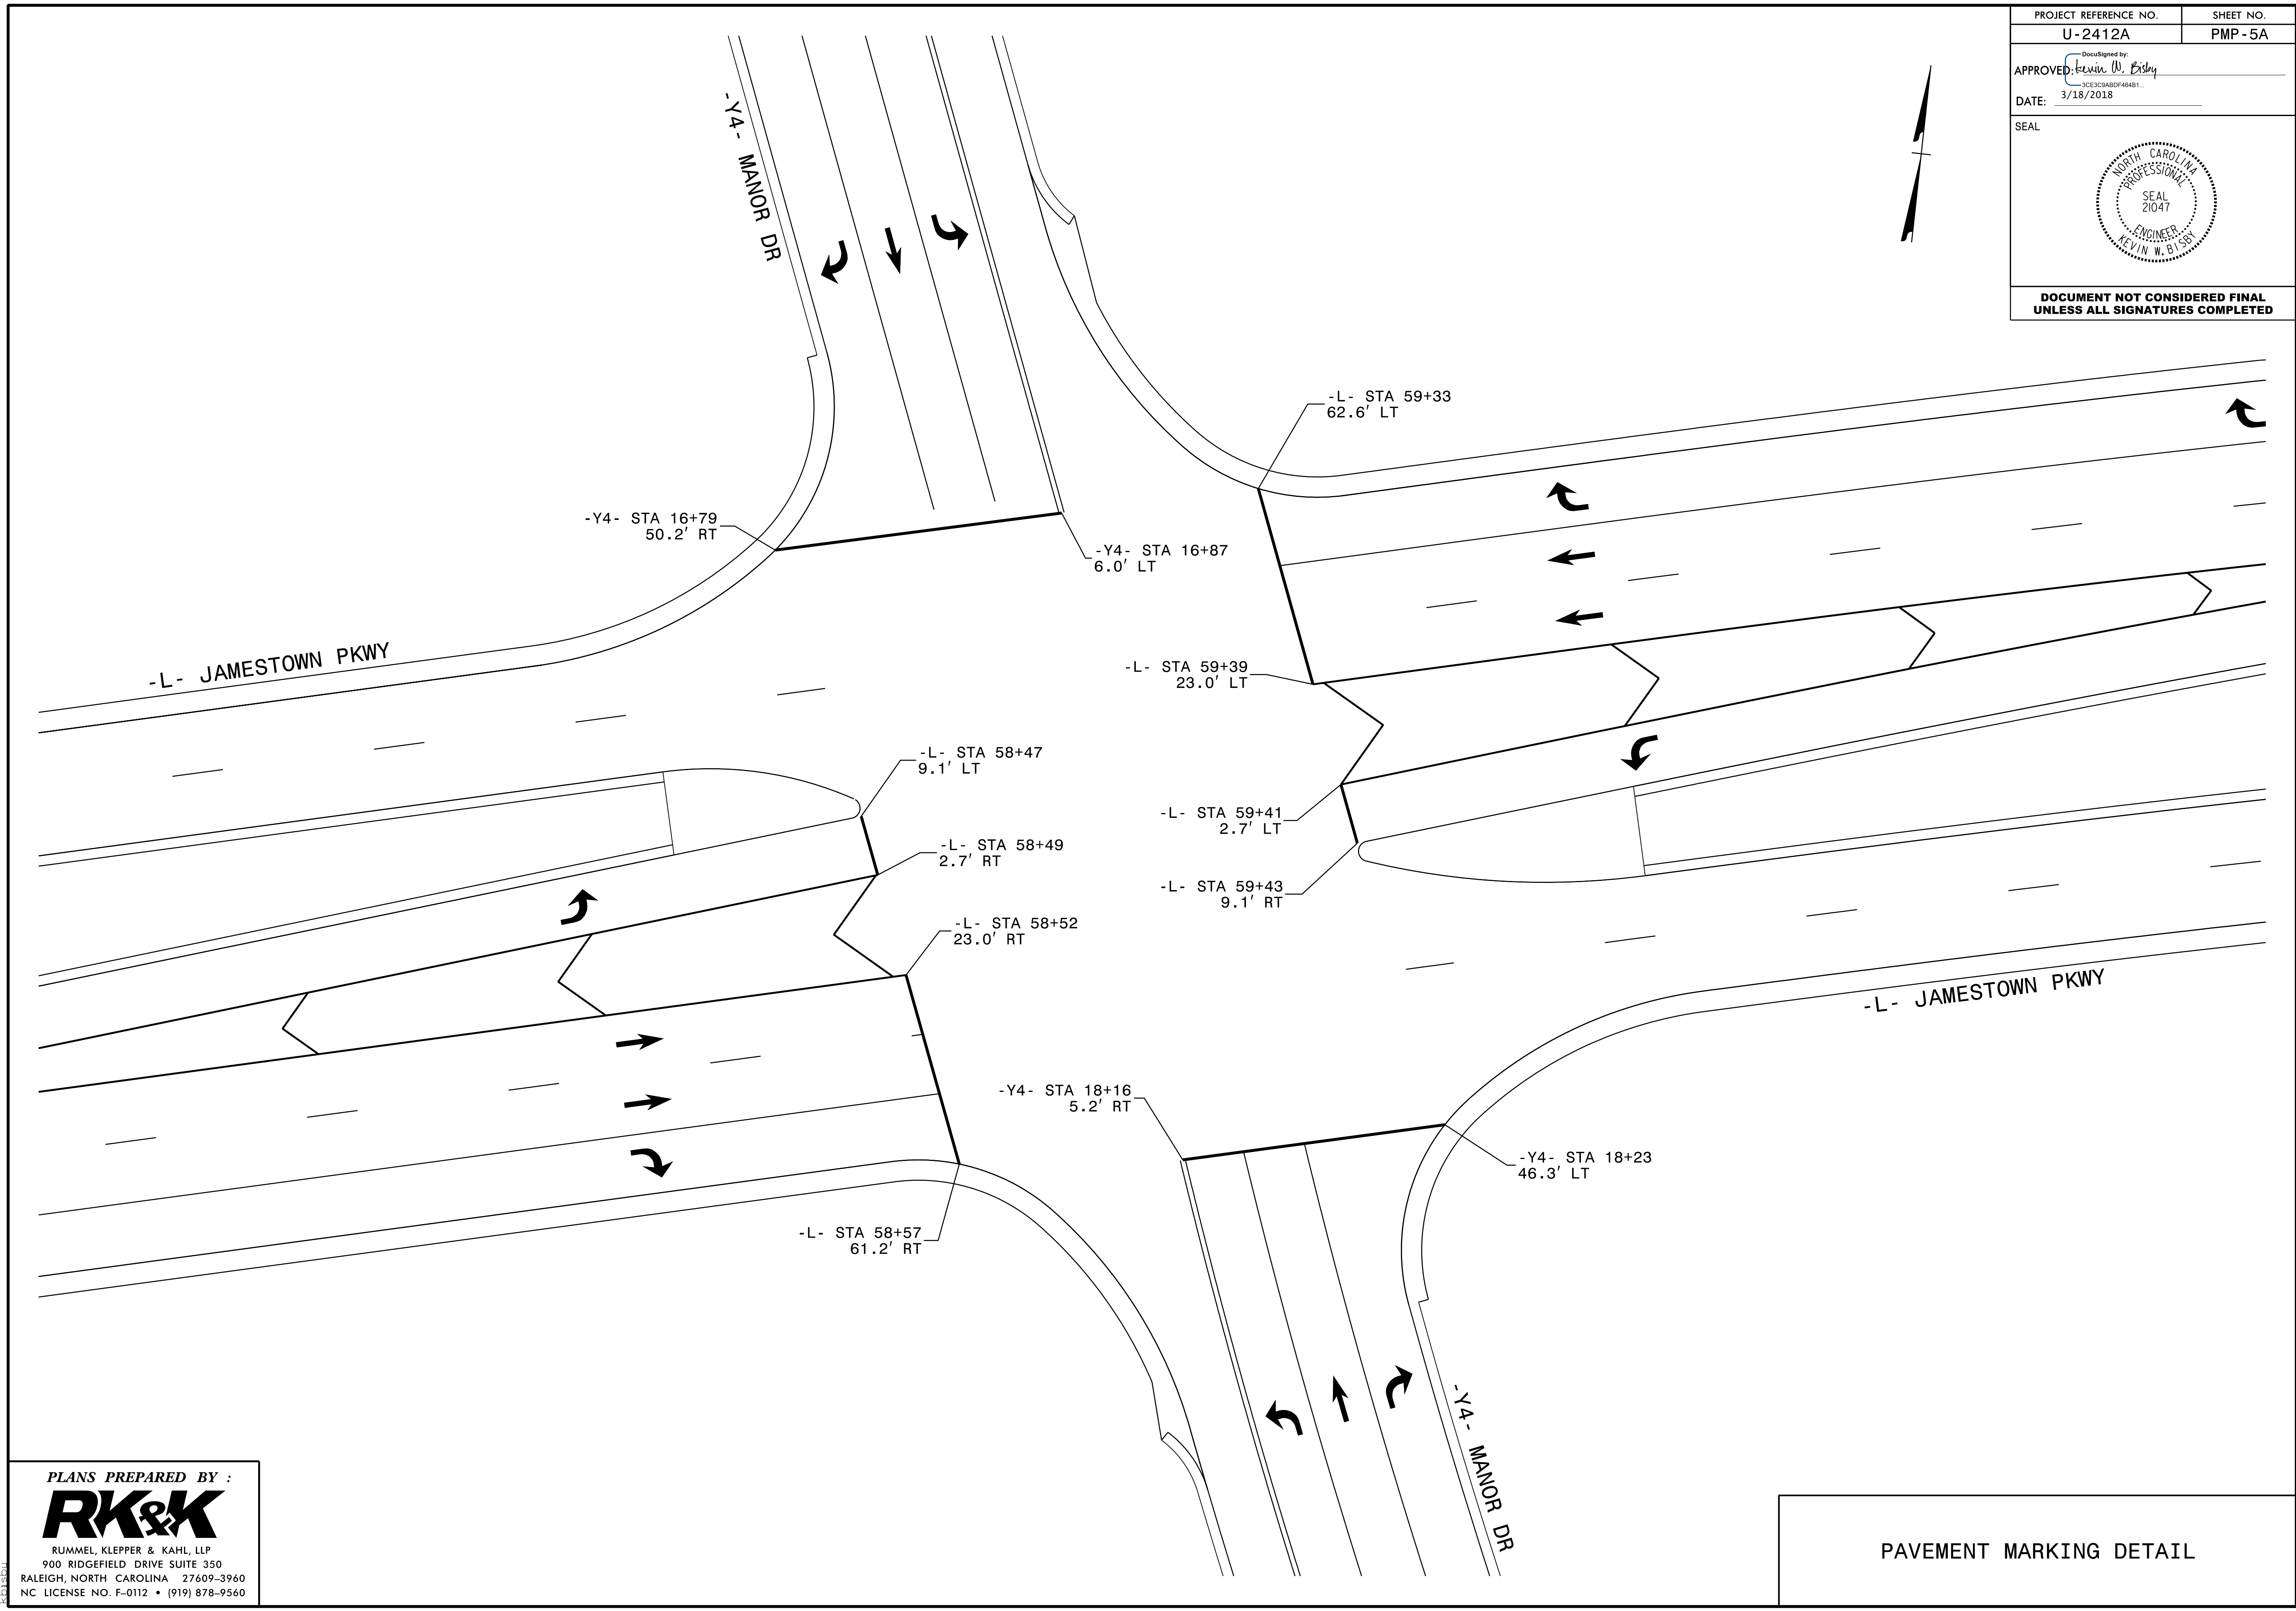 PROJECT REFERENCE NO.
SHEET NO.
U-2412A
PMP-5A
DocuSigned by:
APPROVED: Kevin W. Bisby
3CE3C9ABDF464B1...
DATE: 3/18/2018
SEAL
NORTH CAROLINA
PROFESSIONAL
SEAL
21047
ENGINEER
KEVIN W. BISBY
DOCUMENT NOT CONSIDERED FINAL
UNLESS ALL SIGNATURES COMPLETED
-Y4- MANOR DR
-L- STA 59+33
62.6' LT
-Y4- STA 16+79
50.2' RT
-Y4- STA 16+87
6.0' LT
-L- JAMESTOWN PKWY
-L- STA 59+39
23.0' LT
-L- STA 58+47
9.1' LT
-L- STA 59+41
2.7' LT
-L- STA 58+49
2.7' RT
-L- STA 59+43
9.1' RT
-L- STA 58+52
23.0' RT
-L- JAMESTOWN PKWY
-Y4- STA 18+16
5.2' RT
-Y4- STA 18+23
46.3' LT
-L- STA 58+57
61.2' RT
-Y4- MANOR DR
PLANS PREPARED BY :
RK&K
RUMMEL, KLEPPER & KAHL, LLP
900 RIDGEFIELD DRIVE SUITE 350
RALEIGH, NORTH CAROLINA 27609-3960
NC LICENSE NO. F-0112 • (919) 878-9560
kbisby
PAVEMENT MARKING DETAIL